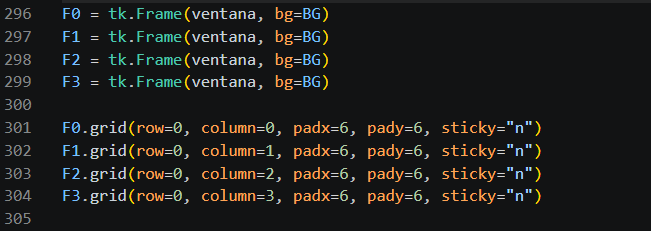 296 F0 = tk.Frame(ventana, bg=BG)
297 F1 = tk.Frame(ventana, bg=BG)
298 F2 = tk.Frame(ventana, bg=BG)
299 F3 = tk.Frame(ventana, bg=BG)
300
301 F0.grid(row=0, column=0, padx=6, pady=6, sticky="n")
302 F1.grid(row=0, column=1, padx=6, pady=6, sticky="n")
303 F2.grid(row=0, column=2, padx=6, pady=6, sticky="n")
304 F3.grid(row=0, column=3, padx=6, pady=6, sticky="n")
305